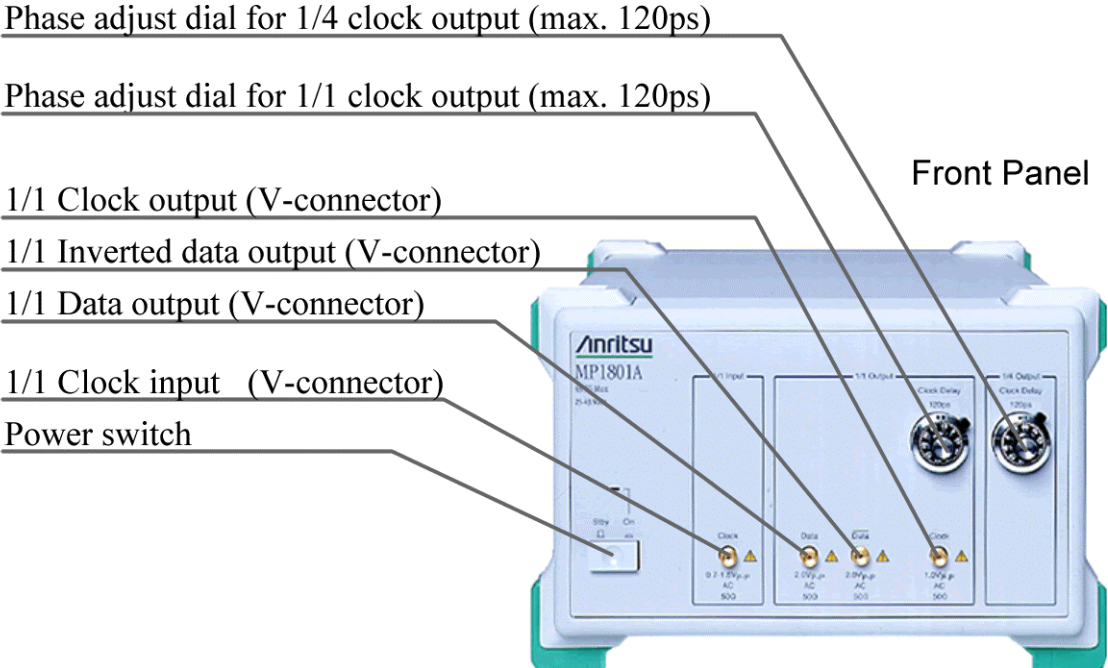 Phase adjust dial for 1/4 clock output (max. 120ps)
Phase adjust dial for 1/1 clock output (max. 120ps)
Front Panel
1/1 Clock output (V-connector)
1/1 Inverted data output (V-connector)
1/1 Data output (V-connector)
1/1 Clock input (V-connector)
Power switch
Anritsu
MP1801A
1/1 Input
1/1 Output
1/4 Output
Clock Delay
120ps
Clock Delay
120ps
Stby On
Clock
Data
Data
Clock
2.0Vp-p
2.0Vp-p
1.0Vp-p
AC
AC
AC
AC
50Ω
50Ω
50Ω
50Ω